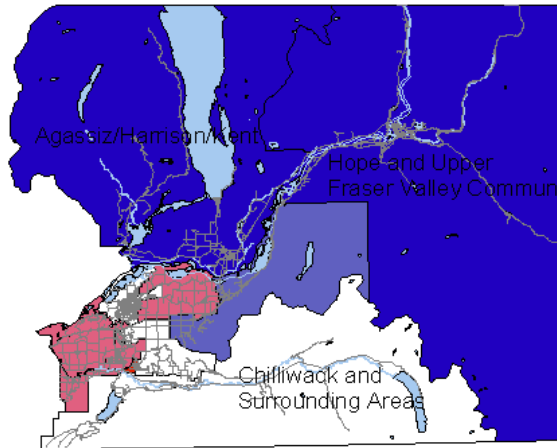 Agassiz/Harrison/Kent
Hope and Upper
Fraser Valley Commun
Chilliwack and
Surrounding Areas